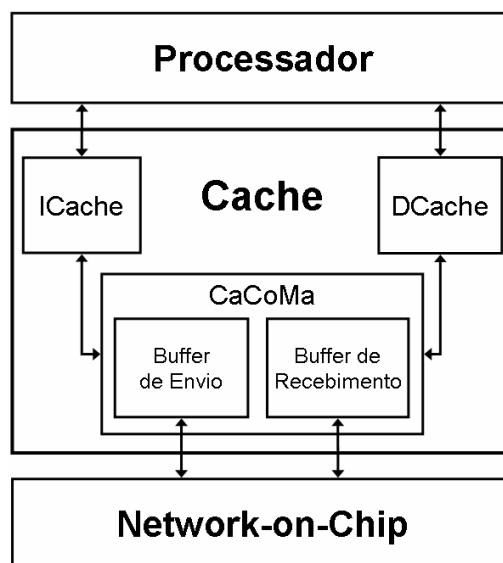 Processador
ICache
Cache
DCache
CaCoMa
Buffer
de Envio
Buffer de
Recebimento
Network-on-Chip